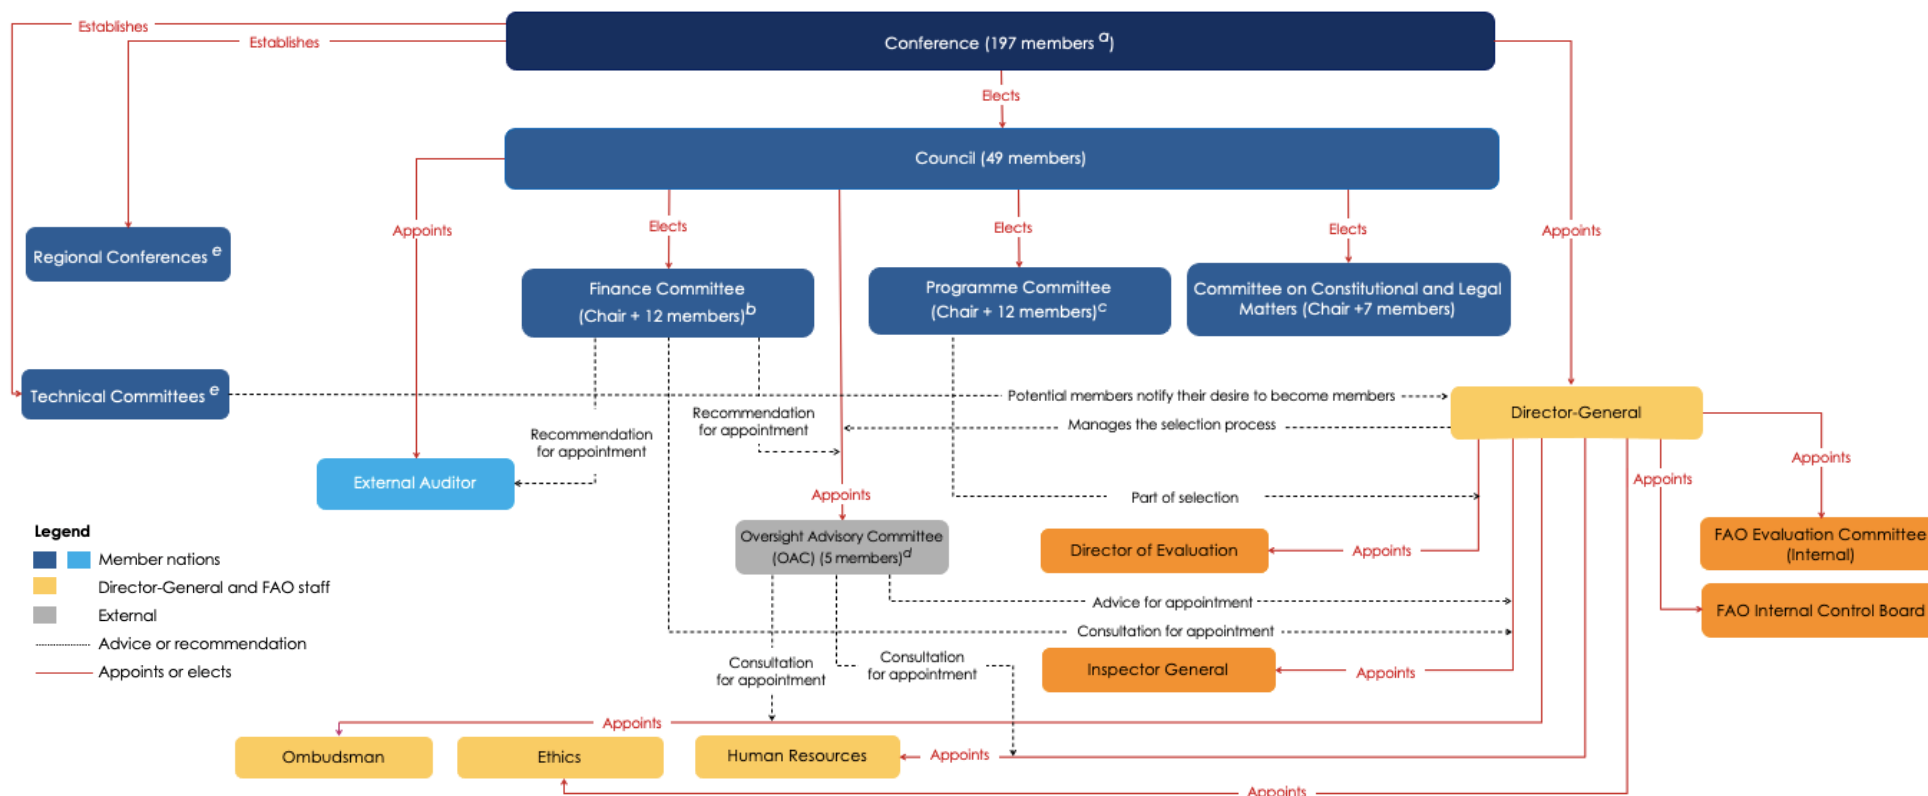 Establishes
Establishes
Conference (197 members a)
Elects
Council (49 members)
Appoints
Elects
Elects
Elects
Appoints
Regional Conferences e
Finance Committee
(Chair + 12 members)b
Programme Committee
(Chair + 12 members)c
Committee on Constitutional and Legal
Matters (Chair +7 members)
Technical Committees e
Potential members notify their desire to become members
Director-General
Recommendation
for appointment
Manages the selection process
Recommendation
for appointment
Appoints
Appoints
External Auditor
Appoints
Part of selection
Legend
Member nations
Director-General and FAO staff
External
Advice or recommendation
Appoints or elects
Oversight Advisory Committee
(OAC) (5 members)d
Director of Evaluation
Appoints
FAO Evaluation Committee
(Internal)
Advice for appointment
FAO Internal Control Board
Consultation for appointment
Consultation
for appointment
Consultation
for appointment
Inspector General
Appoints
Appoints
Ombudsman
Ethics
Human Resources
Appoints
Appoints